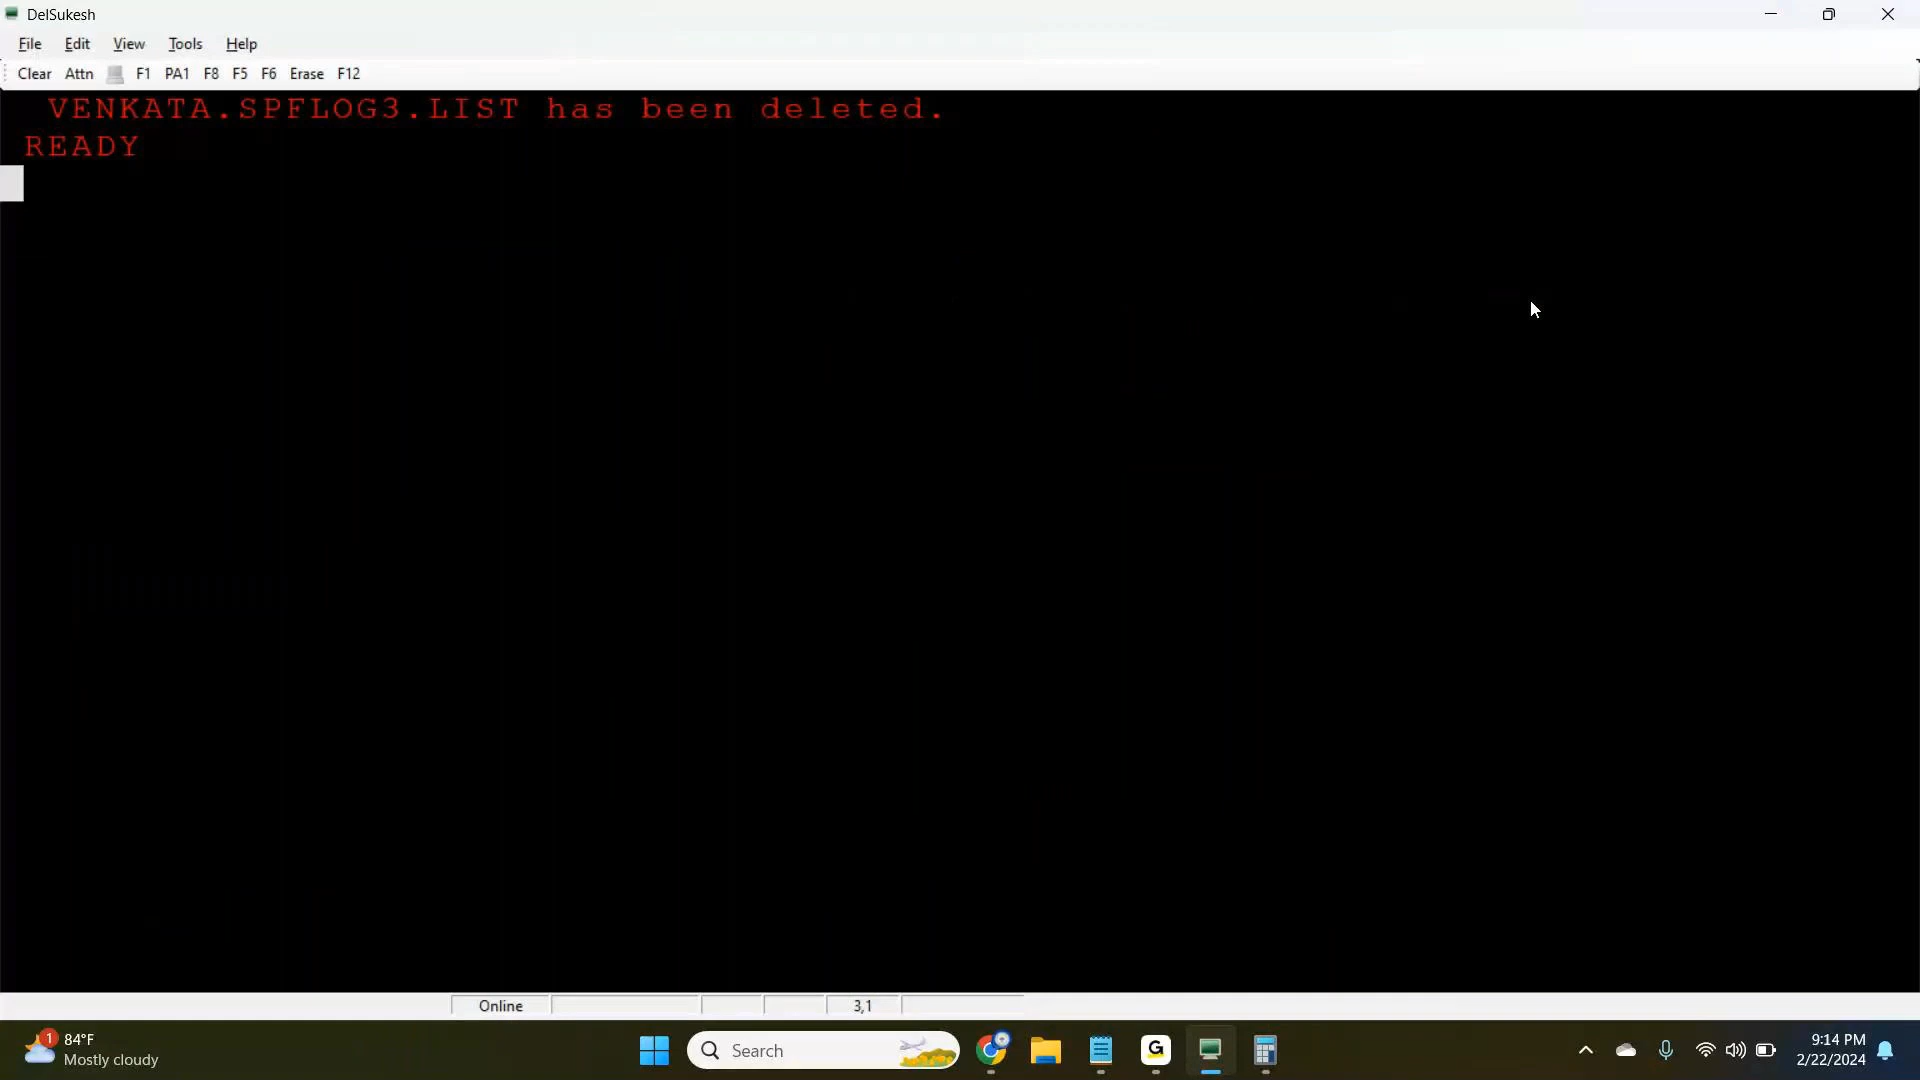 DelSukesh
File Edit View Tools Help
Clear Attn F1 PA1 F8 F5 F6 Erase F12
VENKATA.SPFLOG3.LIST has been deleted.
READY
Online 3,1
1
84°F
Mostly cloudy
Search
G
9:14 PM
2/22/2024